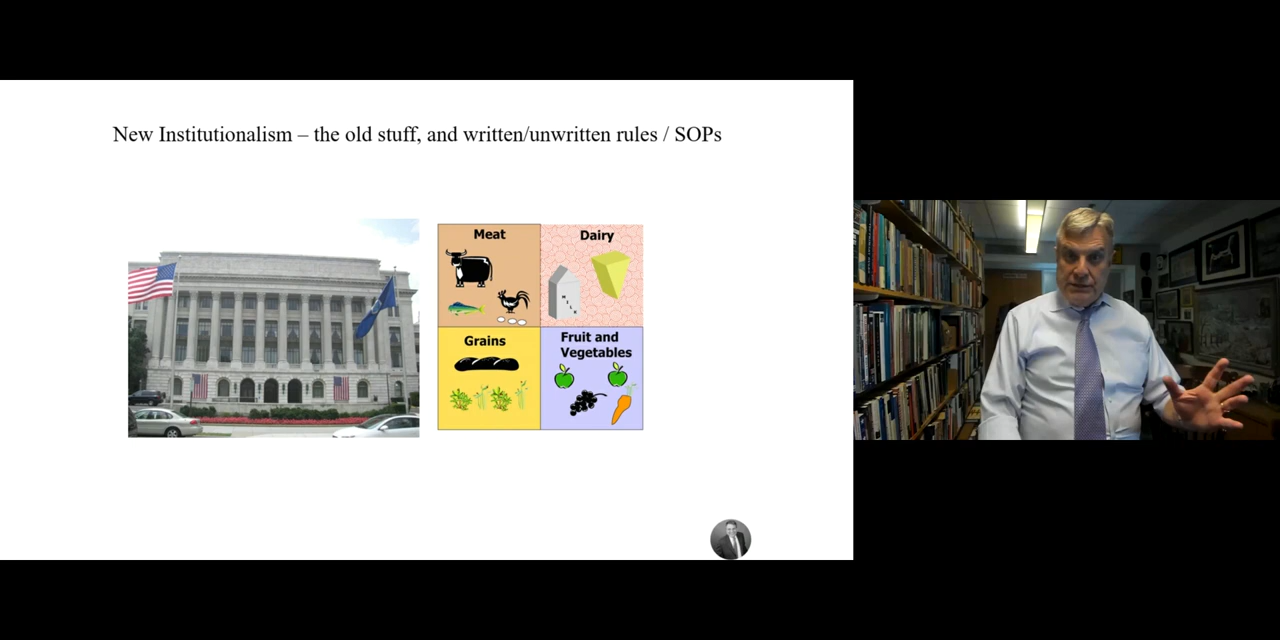 New Institutionalism – the old stuff, and written/unwritten rules / SOPs
Meat
Dairy
Grains
Fruit and
Vegetables